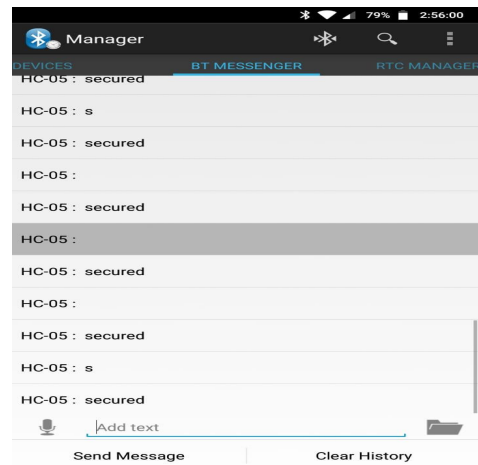 79% 2:56:00
Manager
DEVICES BT MESSENGER RTC MANAGER
HC-05 : secured
HC-05 : s
HC-05 : secured
HC-05 :
HC-05 : secured
HC-05 :
HC-05 : secured
HC-05 :
HC-05 : secured
HC-05 : s
HC-05 : secured
Add text
Send Message Clear History